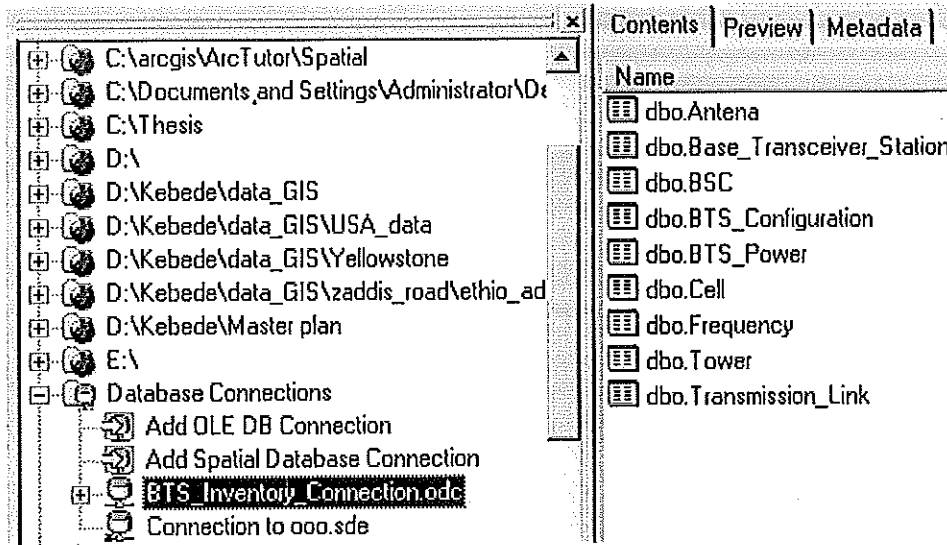 C:\arcgis\ArcTutor\Spatial
C:\Documents and Settings\Administrator\De
C:\Thesis
D:\
D:\Kebede\data_GIS
D:\Kebede\data_GIS\USA_data
D:\Kebede\data_GIS\Yellowstone
D:\Kebede\data_GIS\zaddis_road\ethio_ad
D:\Kebede\Master plan
E:\
Database Connections
Add OLE DB Connection
Add Spatial Database Connection
BTS_Inventory_Connection.odc
Connection to ooo.sde
Contents Preview Metadata
Name
dbo.Antena
dbo.Base_Transceiver_Station
dbo.BSC
dbo.BTS_Configuration
dbo.BTS_Power
dbo.Cell
dbo.Frequency
dbo.Tower
dbo.Transmission_Link